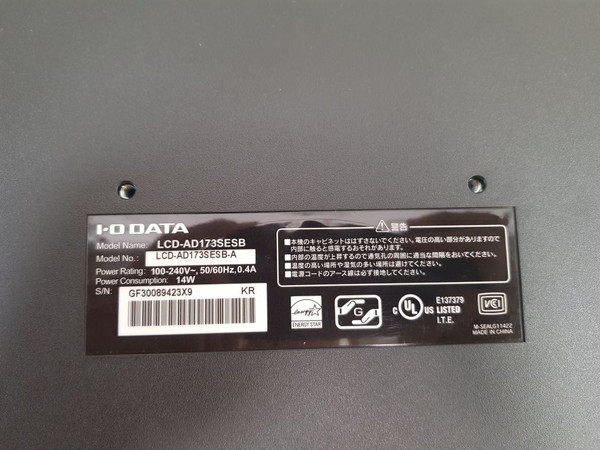 I-O DATA
Model Name: LCD-AD173SESB
Model No.: LCD-AD173SESB-A
Power Rating: 100-240V~, 50/60Hz, 0.4A
Power Consumption: 14W
S/N: GF30089423X9 KR
警告
■本機のキャビネットははずさないでください。電圧の高い部分がありますので
内部に触ると感電するおそれがあります。
■内部の温度が上昇するので通気孔の周囲に適当な間隔をおいてください。
■温度の高い場所や湿気の多い場所は避けてください。
■電源コードのアース線は必ず接地してください。
energy
ENERGY STAR
G
C UL US LISTED
E137379
I.T.E.
VCCI
M-SEALG11422
MADE IN CHINA